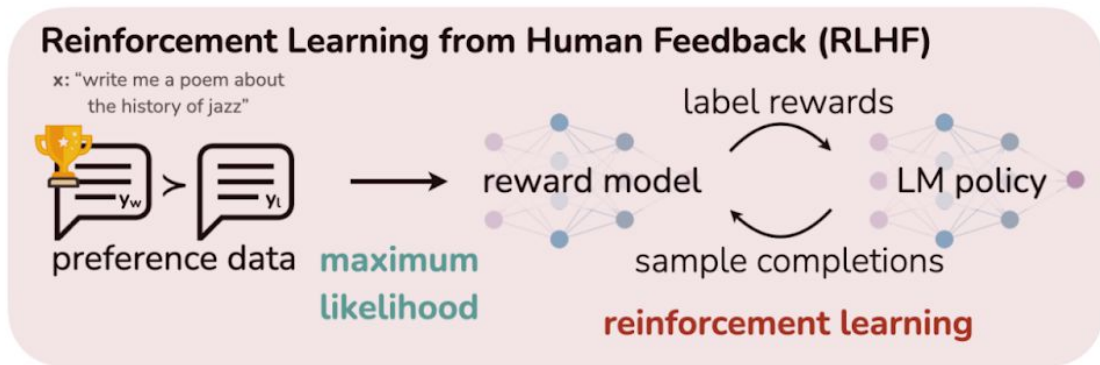 Reinforcement Learning from Human Feedback (RLHF)
x: "write me a poem about
the history of jazz"
label rewards
yw
≻
yl
reward model
LM policy
preference data
sample completions
maximum
likelihood
reinforcement learning